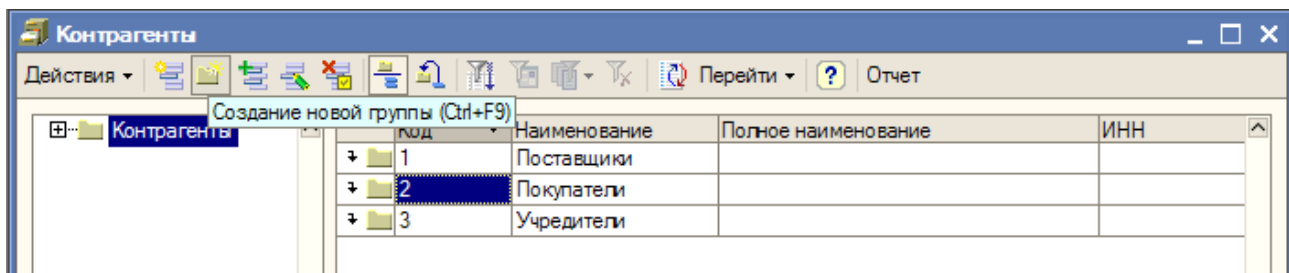 Контрагенты
Действия Перейти ? Отчет
Создание новой группы (Ctrl+F9)
Контрагенты
Код Наименование Полное наименование ИНН
1 Поставщики
2 Покупатели
3 Учредители